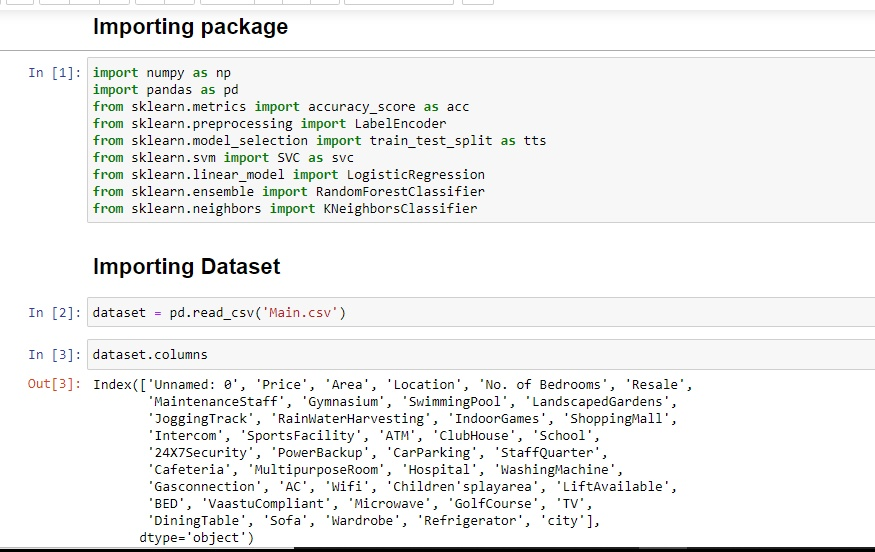 Importing package
In [1]: import numpy as np
import pandas as pd
from sklearn.metrics import accuracy_score as acc
from sklearn.preprocessing import LabelEncoder
from sklearn.model_selection import train_test_split as tts
from sklearn.svm import SVC as svc
from sklearn.linear_model import LogisticRegression
from sklearn.ensemble import RandomForestClassifier
from sklearn.neighbors import KNeighborsClassifier
Importing Dataset
In [2]: dataset = pd.read_csv('Main.csv')
In [3]: dataset.columns
Out[3]: Index(['Unnamed: 0', 'Price', 'Area', 'Location', 'No. of Bedrooms', 'Resale',
'MaintenanceStaff', 'Gymnasium', 'SwimmingPool', 'LandscapedGardens',
'JoggingTrack', 'RainWaterHarvesting', 'IndoorGames', 'ShoppingMall',
'Intercom', 'SportsFacility', 'ATM', 'ClubHouse', 'School',
'24X7Security', 'PowerBackup', 'CarParking', 'StaffQuarter',
'Cafeteria', 'MultipurposeRoom', 'Hospital', 'WashingMachine',
'Gasconnection', 'AC', 'Wifi', 'Children'splayarea', 'LiftAvailable',
'BED', 'VaastuCompliant', 'Microwave', 'GolfCourse', 'TV'
'DiningTable', 'Sofa', 'Wardrobe', 'Refrigerator', 'city'],
dtype='object')